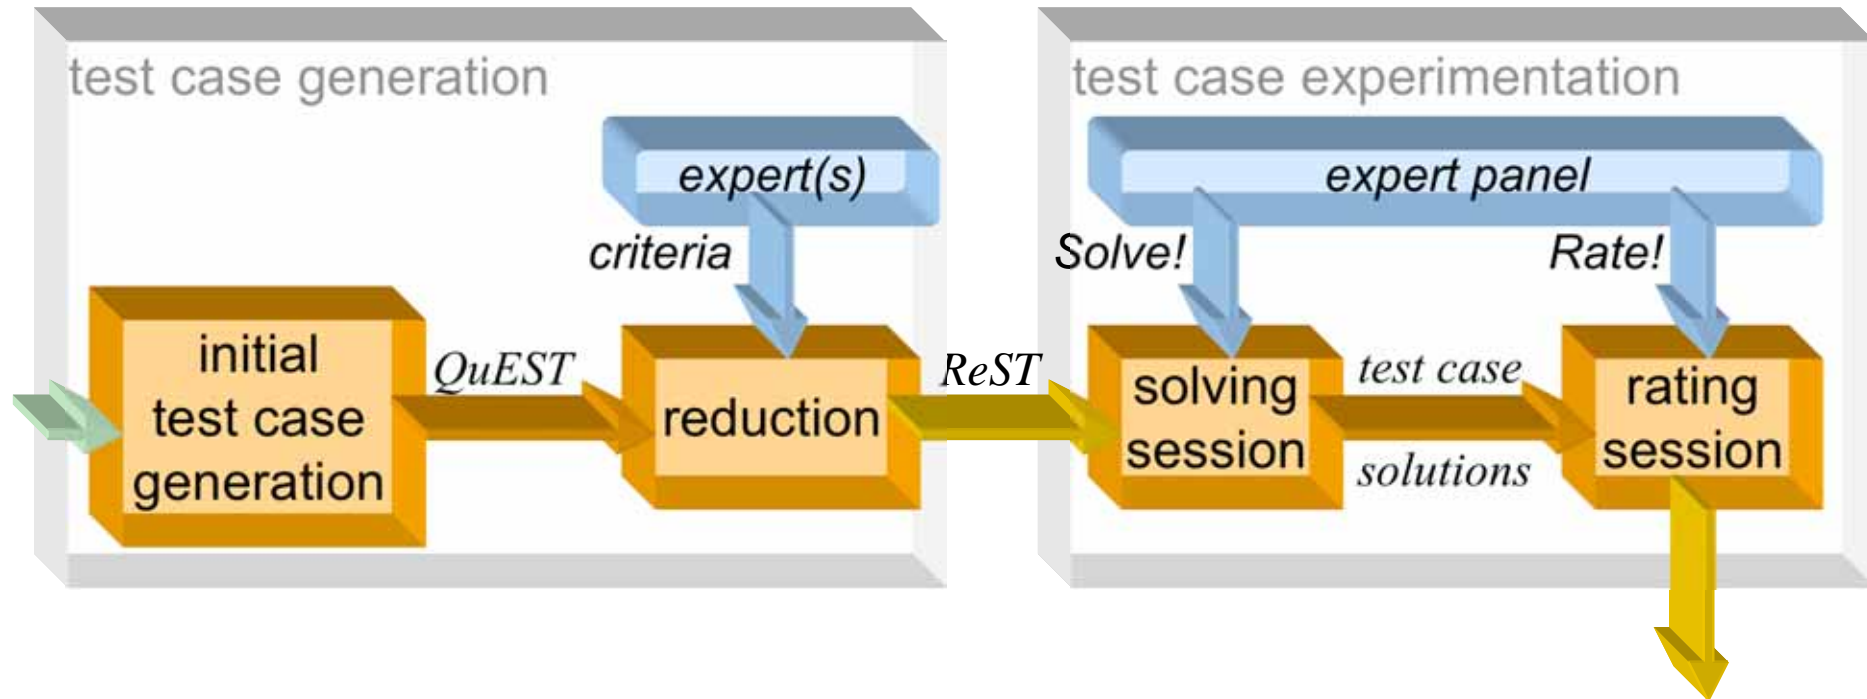 test case generation
expert(s)
criteria
initial
test case
generation
QuEST
reduction
ReST
test case experimentation
expert panel
Solve!
Rate!
solving
session
test case
solutions
rating
session